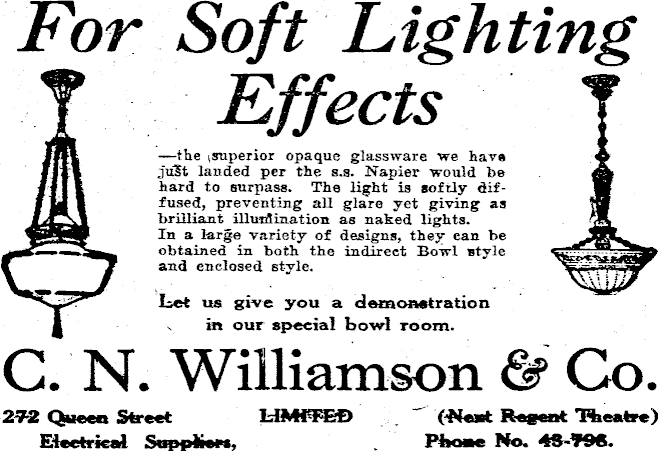 For Soft Lighting
Effects
—the superior opaque glassware we have
just landed per the s.s. Napier would be
hard to surpass. The light is softly dif-
fused, preventing all glare yet giving as
brilliant illumination as naked lights.
In a large variety of designs, they can be
obtained in both the indirect Bowl style
and enclosed style.
Let us give you a demonstration
in our special bowl room.
C. N. Williamson & Co.
272 Queen Street LIMITED (Next Regent Theatre)
Electrical Suppliers, Phone No. 43-796.